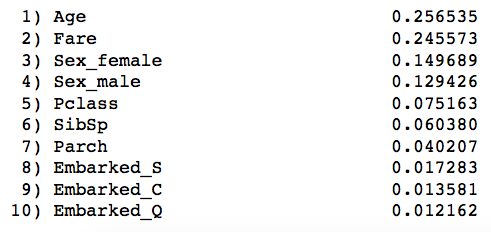 1) Age 0.256535
2) Fare 0.245573
3) Sex_female 0.149689
4) Sex_male 0.129426
5) Pclass 0.075163
6) SibSp 0.060380
7) Parch 0.040207
8) Embarked_S 0.017283
9) Embarked_C 0.013581
10) Embarked_Q 0.012162